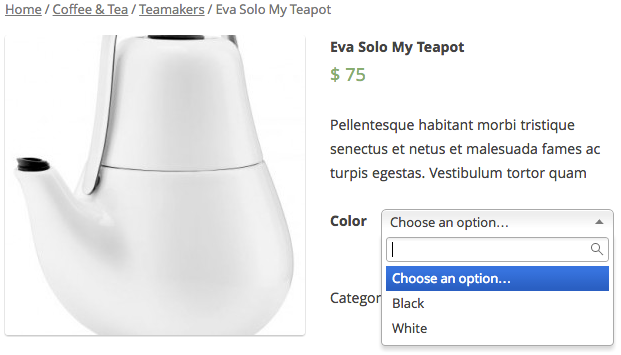 Home / Coffee & Tea / Teamakers / Eva Solo My Teapot
Eva Solo My Teapot
$ 75
Pellentesque habitant morbi tristique
senectus et netus et malesuada fames ac
turpis egestas. Vestibulum tortor quam
Color Choose an option...
Choose an option...
Categor
Black
White